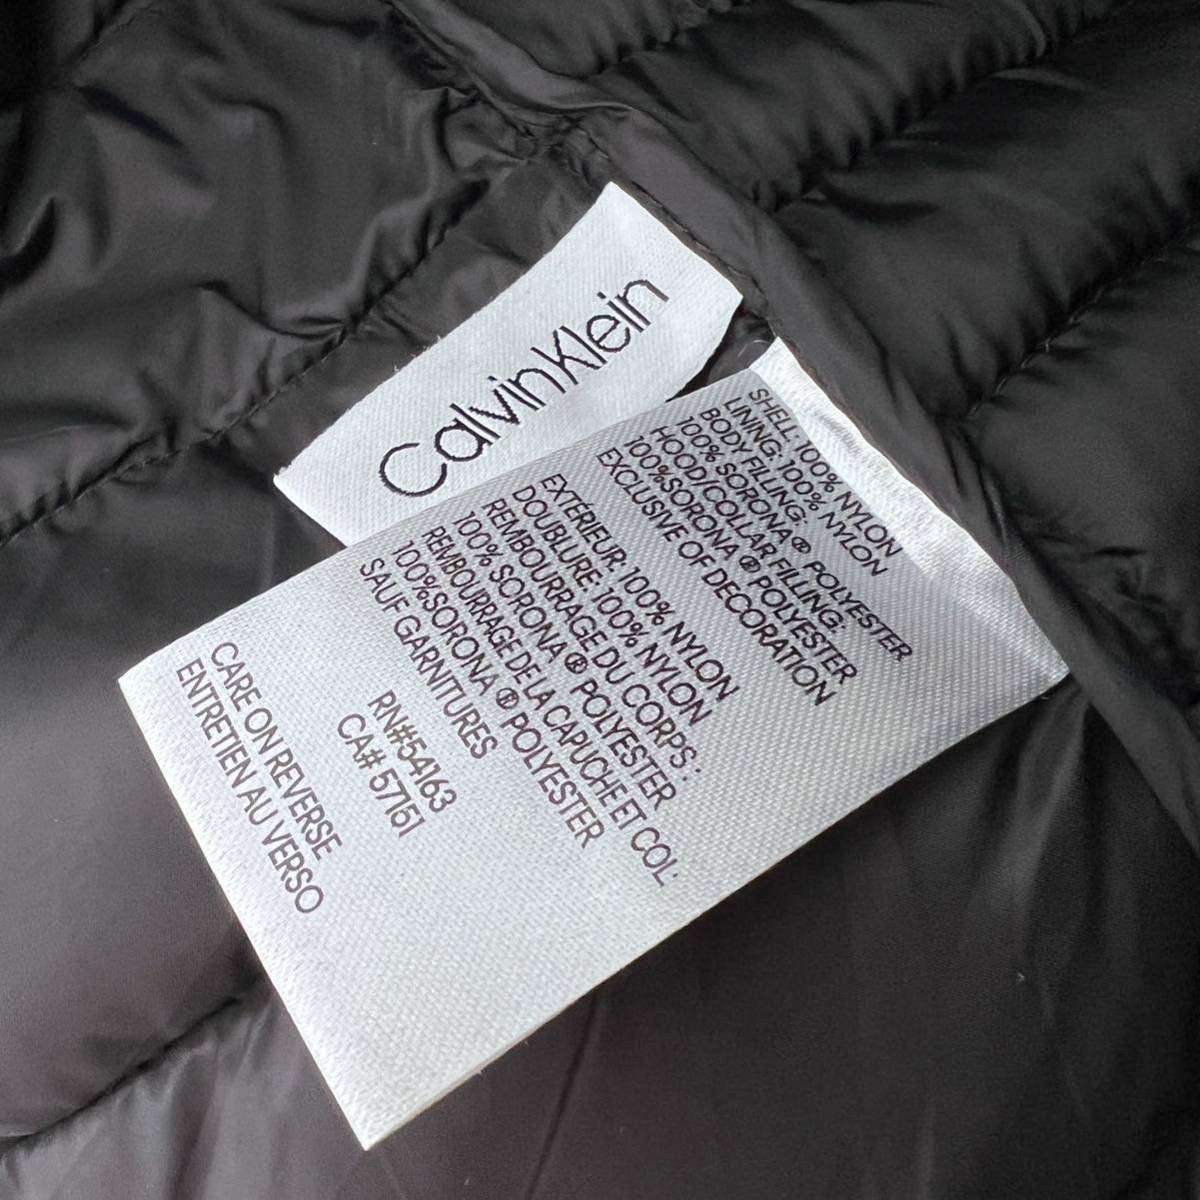 Calvin Klein
SHELL: 100% NYLON
LINING: 100% NYLON
BODY FILLING:
100% SORONA ® POLYESTER
HOOD/COLLAR FILLING:
100%SORONA ® POLYESTER
EXCLUSIVE OF DECORATION
EXTERIEUR: 100% NYLON
DOUBLURE: 100% NYLON
REMBOURRAGE DU CORPS :
100% SORONA ® POLYESTER
REMBOURRAGE DE LA CAPUCHE ET COL:
100%SORONA ® POLYESTER
SAUF GARNITURES
RN#54163
CA# 57151
CARE ON REVERSE
ENTRETIEN AU VERSO